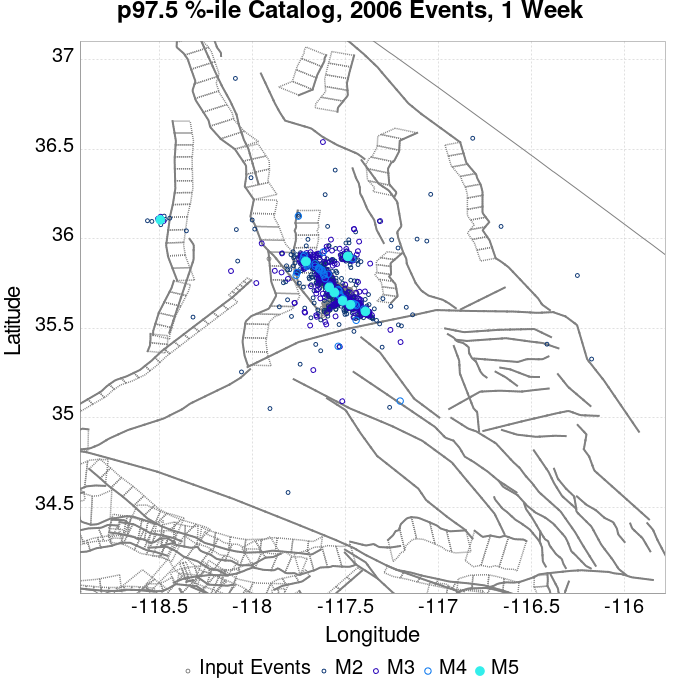 p97.5 %-ile Catalog, 2006 Events, 1 Week
37
36.5
36
35.5
35
34.5
Latitude
-118.5 -118 -117.5 -117 -116.5 -116
Longitude
Input Events M2 M3 M4 M5